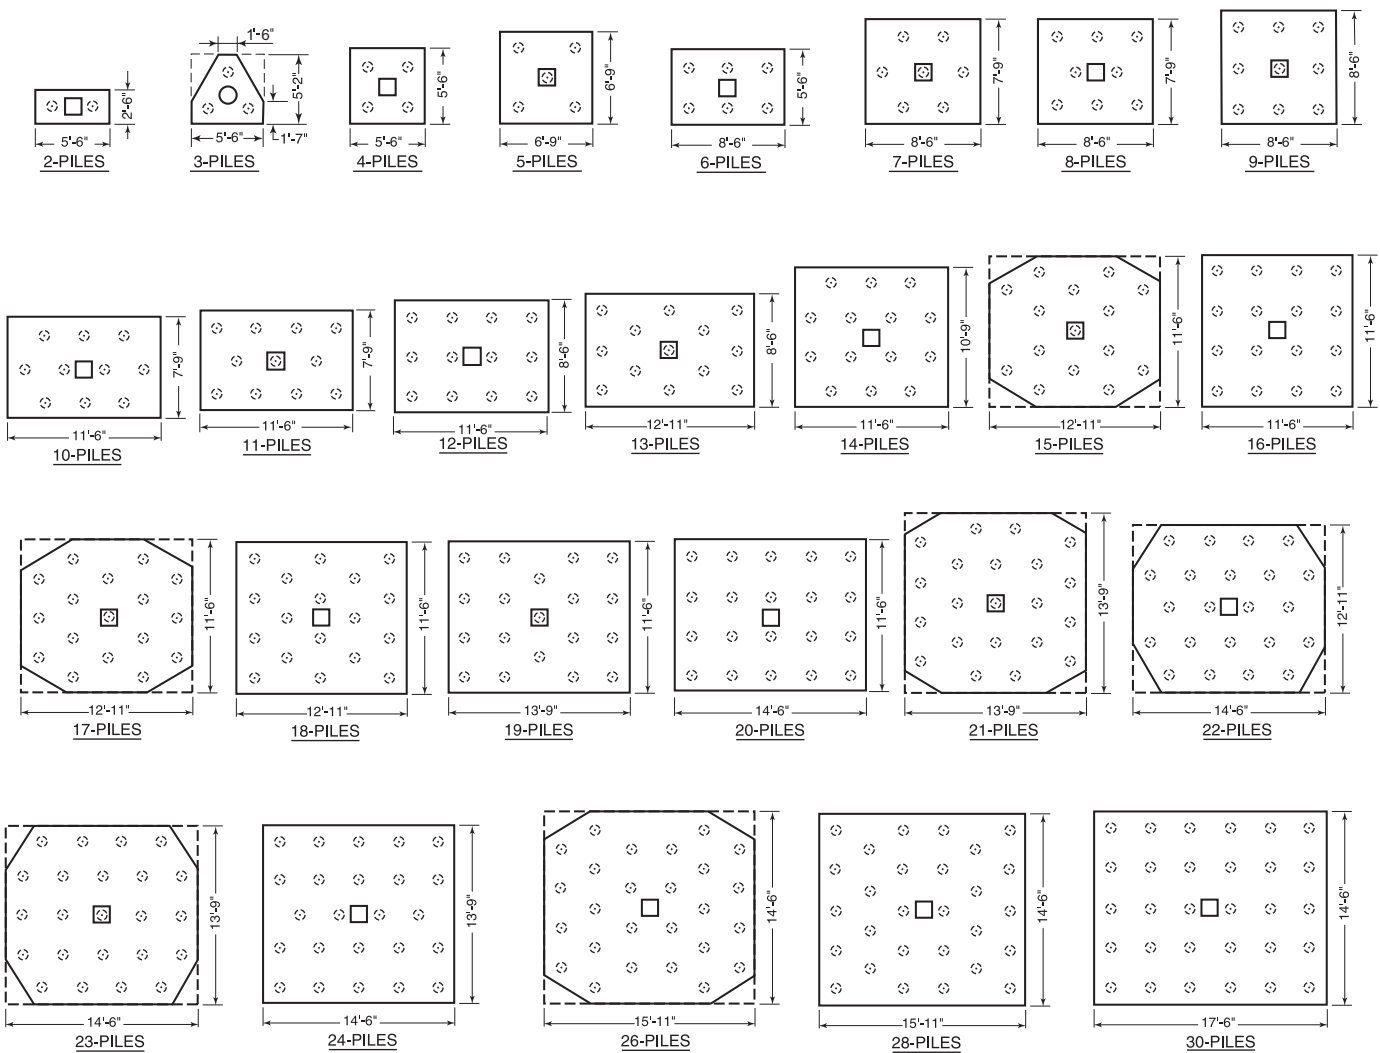 2'-6"
5'-6"
2-PILES
1'-6"
5'-2"
5'-6"
1'-7"
3-PILES
5'-6"
5'-6"
4-PILES
6'-9"
6'-9"
5-PILES
5'-6"
8'-6"
6-PILES
7'-9"
8'-6"
7-PILES
7'-9"
8'-6"
8-PILES
8'-6"
8'-6"
9-PILES
7'-9"
11'-6"
10-PILES
7'-9"
11'-6"
11-PILES
8'-6"
11'-6"
12-PILES
8'-6"
12'-11"
13-PILES
10'-9"
11'-6"
14-PILES
11'-6"
12'-11"
15-PILES
11'-6"
11'-6"
16-PILES
11'-6"
12'-11"
17-PILES
11'-6"
12'-11"
18-PILES
11'-6"
13'-9"
19-PILES
11'-6"
14'-6"
20-PILES
13'-9"
13'-9"
21-PILES
12'-11"
14'-6"
22-PILES
13'-9"
14'-6"
23-PILES
13'-9"
14'-6"
24-PILES
14'-6"
15'-11"
26-PILES
14'-6"
15'-11"
28-PILES
14'-6"
17'-6"
30-PILES